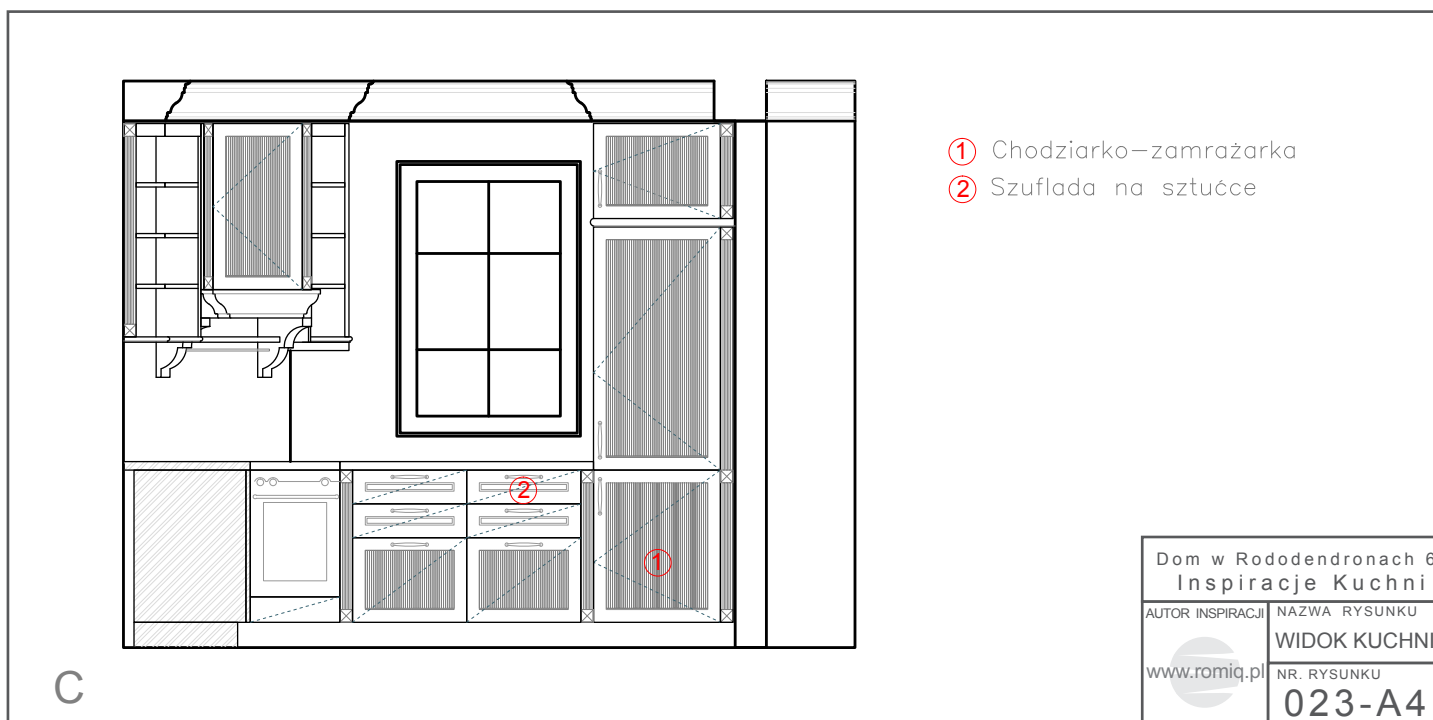 1 Chodziarko-zamrażarka
2 Szuflada na sztućce
2
1
C
Dom w Rododendronach 6
Inspiracje Kuchni
AUTOR INSPIRACJI
www.romiq.pl
NAZWA RYSUNKU
WIDOK KUCHNI
NR. RYSUNKU
023-A4